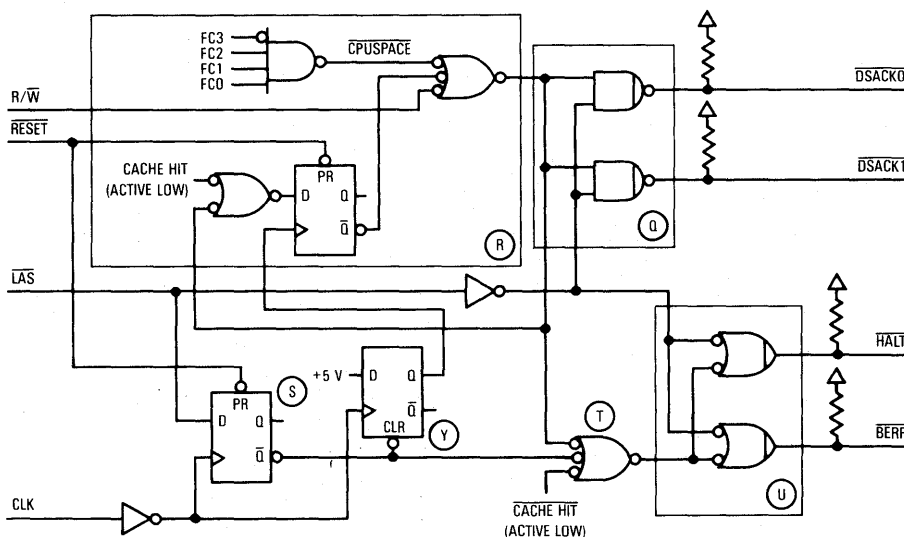 FC3
FC2
FC1
FC0
CPUSPACE
DSACK0
R/W
RESET
DSACK1
CACHE HIT
(ACTIVE LOW)
PR
D
Q
Q
R
Q
LAS
HALT
+5 V
D
Q
Q
CLR
Y
S
PR
D
Q
Q
T
BERR
CLK
CACHE HIT
(ACTIVE LOW)
U